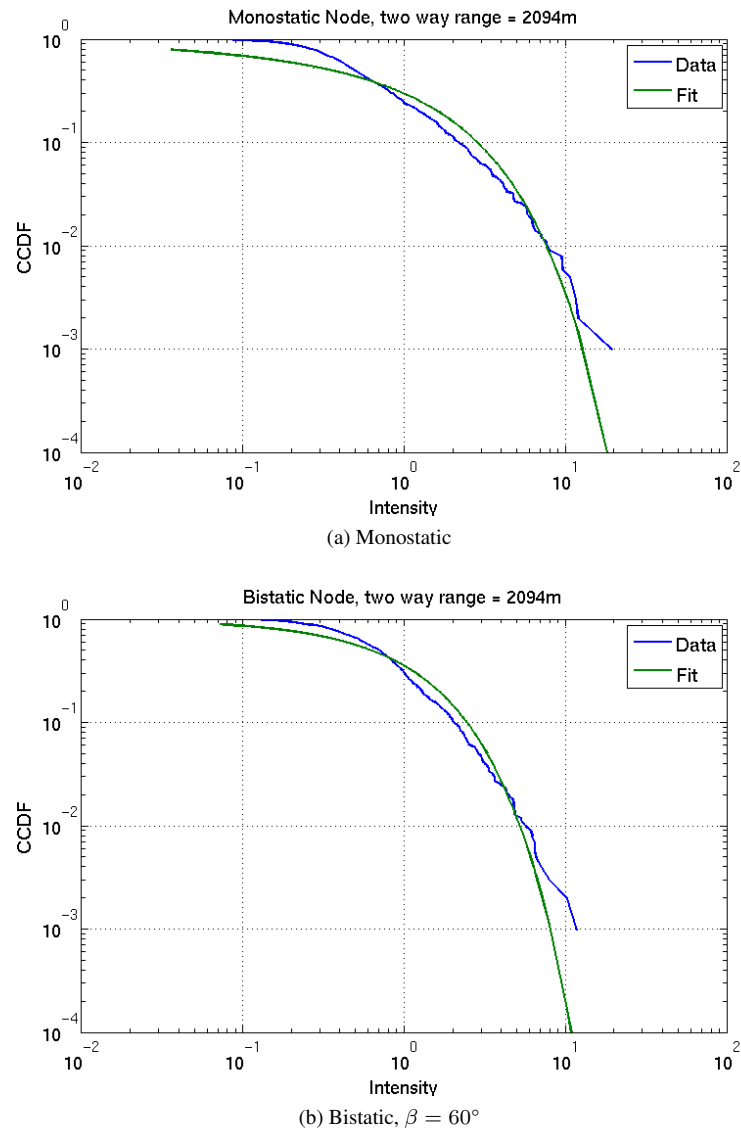 Monostatic Node, two way range = 2094m
10^0
10^-1
10^-2
10^-3
10^-4
CCDF
Data
Fit
10^-2
10^-1
10^0
10^1
10^2
Intensity
(a) Monostatic
Bistatic Node, two way range = 2094m
10^0
10^-1
10^-2
10^-3
10^-4
CCDF
Data
Fit
10^-2
10^-1
10^0
10^1
10^2
Intensity
(b) Bistatic, β = 60°